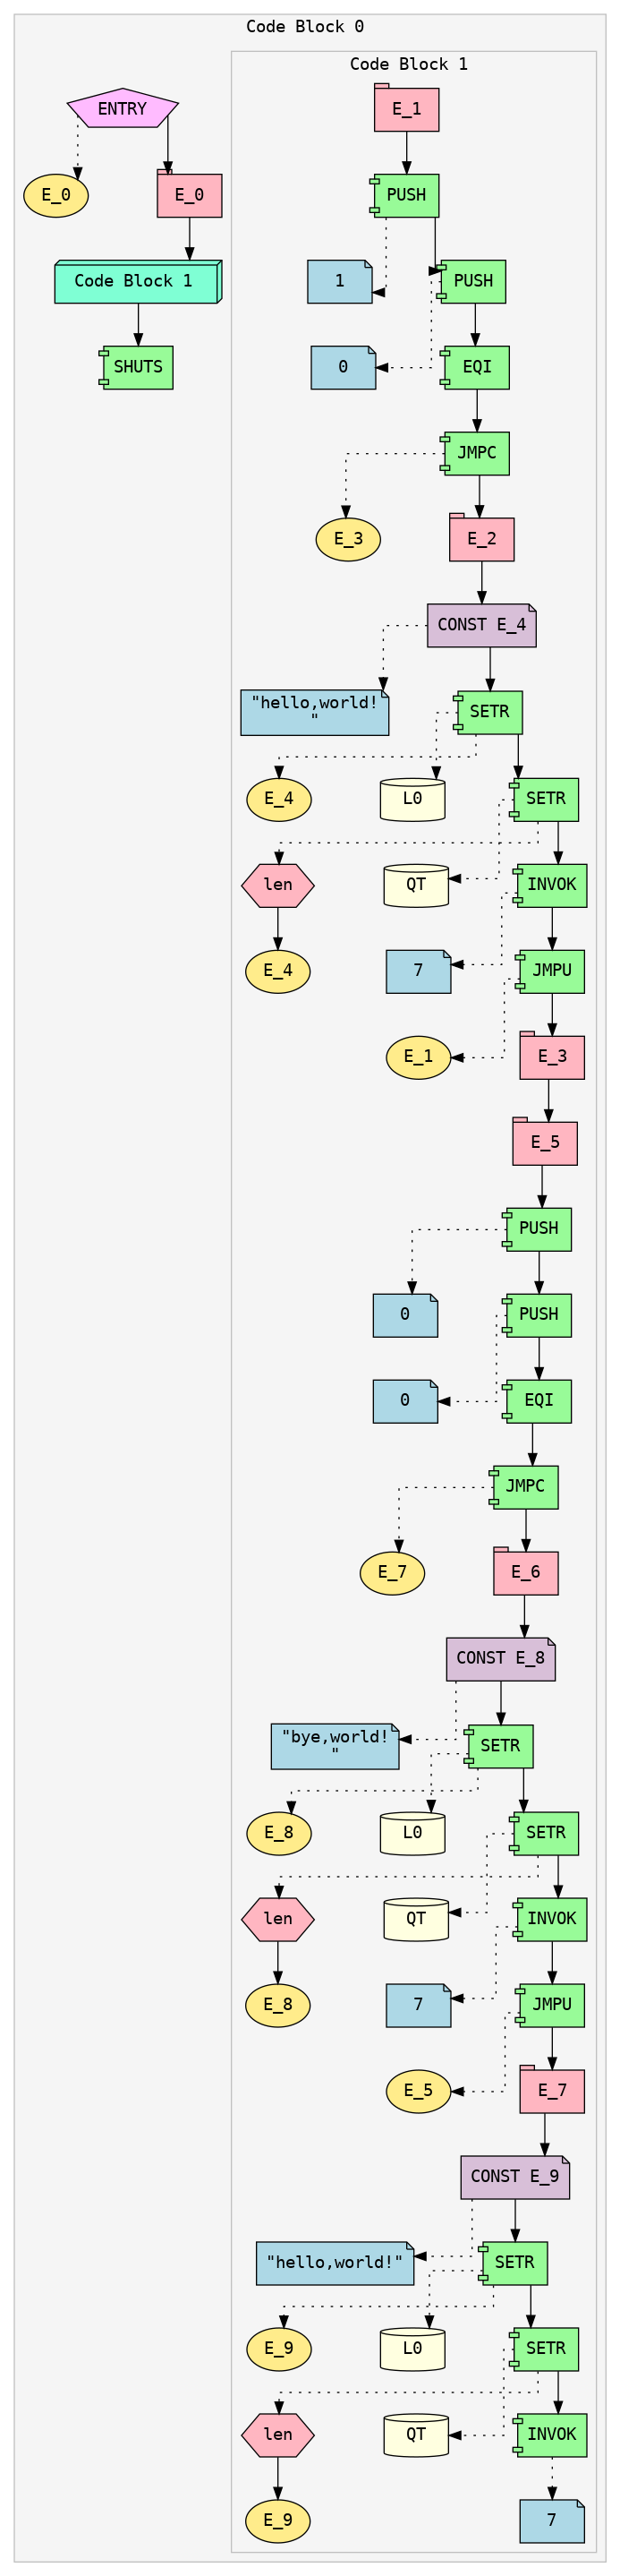 Code Block 0
Code Block 1
ENTRY
E_1
E_0
E_0
PUSH
Code Block 1
1
PUSH
SHUTS
0
EQI
JMPC
E_3
E_2
CONST E_4
"hello,world!
"
SETR
E_4
L0
SETR
len
QT
INVOK
E_4
7
JMPU
E_1
E_3
E_5
PUSH
0
PUSH
0
EQI
JMPC
E_7
E_6
CONST E_8
"bye,world!
"
SETR
E_8
L0
SETR
len
QT
INVOK
E_8
7
JMPU
E_5
E_7
CONST E_9
"hello,world!"
SETR
E_9
L0
SETR
len
QT
INVOK
E_9
7